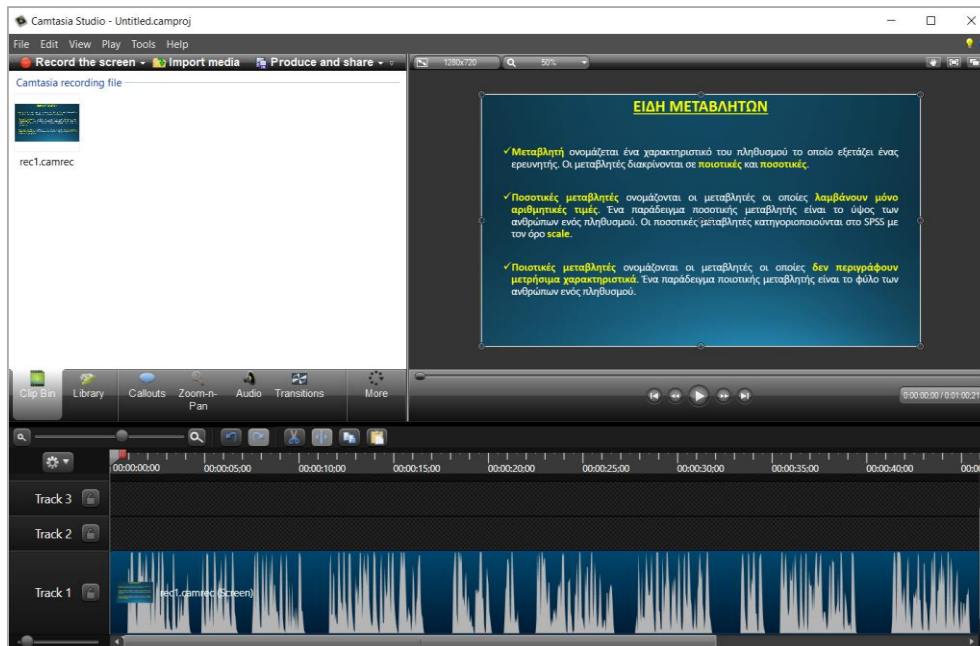 Camtasia Studio - Untitled.camproj
File Edit View Play Tools Help
Record the screen Import media Produce and share
1280x720 50%
Camtasia recording file
rec1.camrec
ΕΙΔΗ ΜΕΤΑΒΛΗΤΩΝ
✓Μεταβλητή ονομάζεται ένα χαρακτηριστικό του πληθυσμού το οποίο εξετάζει ένας
ερευνητής. Οι μεταβλητές διακρίνονται σε ποιοτικές και ποσοτικές.
✓Ποσοτικές μεταβλητές ονομάζονται οι μεταβλητές οι οποίες λαμβάνουν μόνο
αριθμητικές τιμές. Ένα παράδειγμα ποσοτικής μεταβλητής είναι το ύψος των
ανθρώπων ενός πληθυσμού. Οι ποσοτικές μεταβλητές κατηγοριοποιούνται στο SPSS με
τον όρο scale.
✓Ποιοτικές μεταβλητές ονομάζονται οι μεταβλητές οι οποίες δεν περιγράφουν
μετρήσιμα χαρακτηριστικά. Ένα παράδειγμα ποιοτικής μεταβλητής είναι το φύλο των
ανθρώπων ενός πληθυσμού.
Clip Bin Library Callouts Zoom-n- Audio Transitions More
Pan
0:00:00:00 / 0:01:00:21
00:00:00;00 00:00:05;00 00:00:10;00 00:00:15;00 00:00:20;00 00:00:25;00 00:00:30;00 00:00:35;00 00:00:40;00
Track 3
Track 2
Track 1 rec1.camrec (Screen)